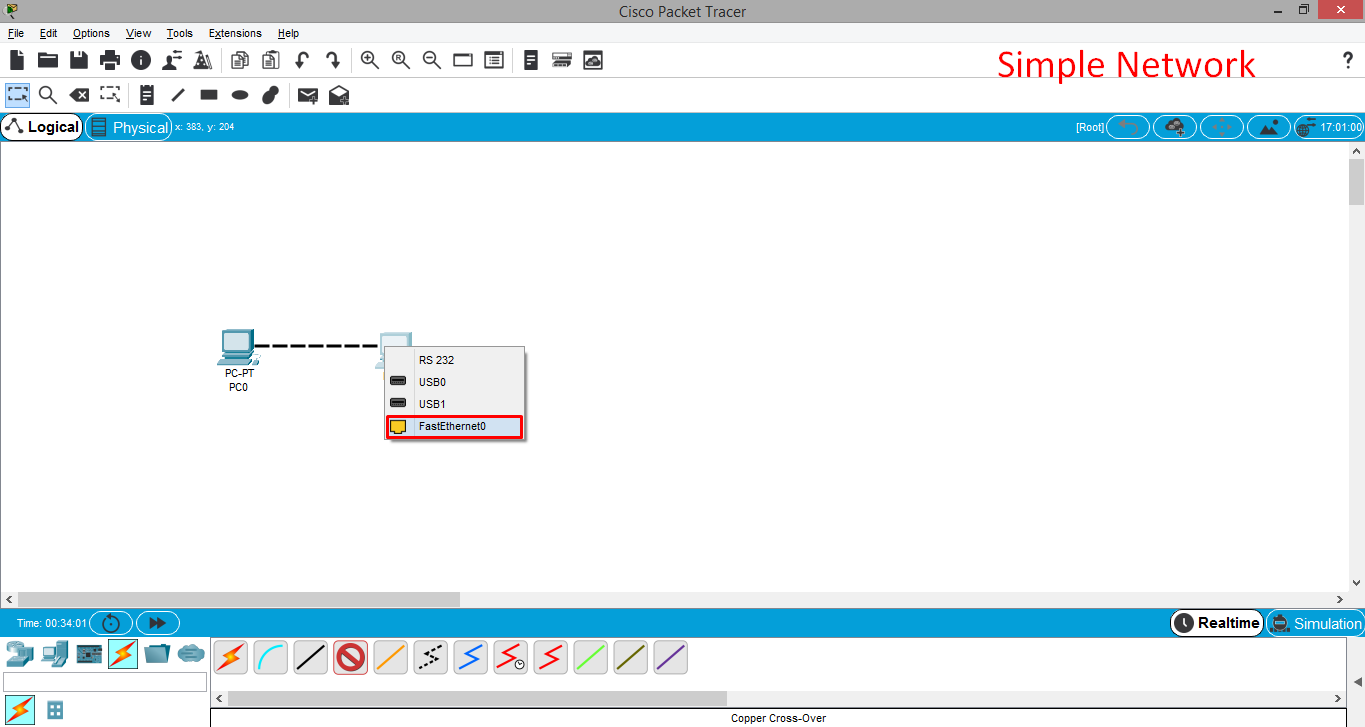 Cisco Packet Tracer
File Edit Options View Tools Extensions Help
Simple Network
?
Logical Physical x: 383, y: 204 [Root] 17:01:00
PC-PT
PC0
RS 232
USB0
USB1
FastEthernet0
Time: 00:34:01 Realtime Simulation
Copper Cross-Over